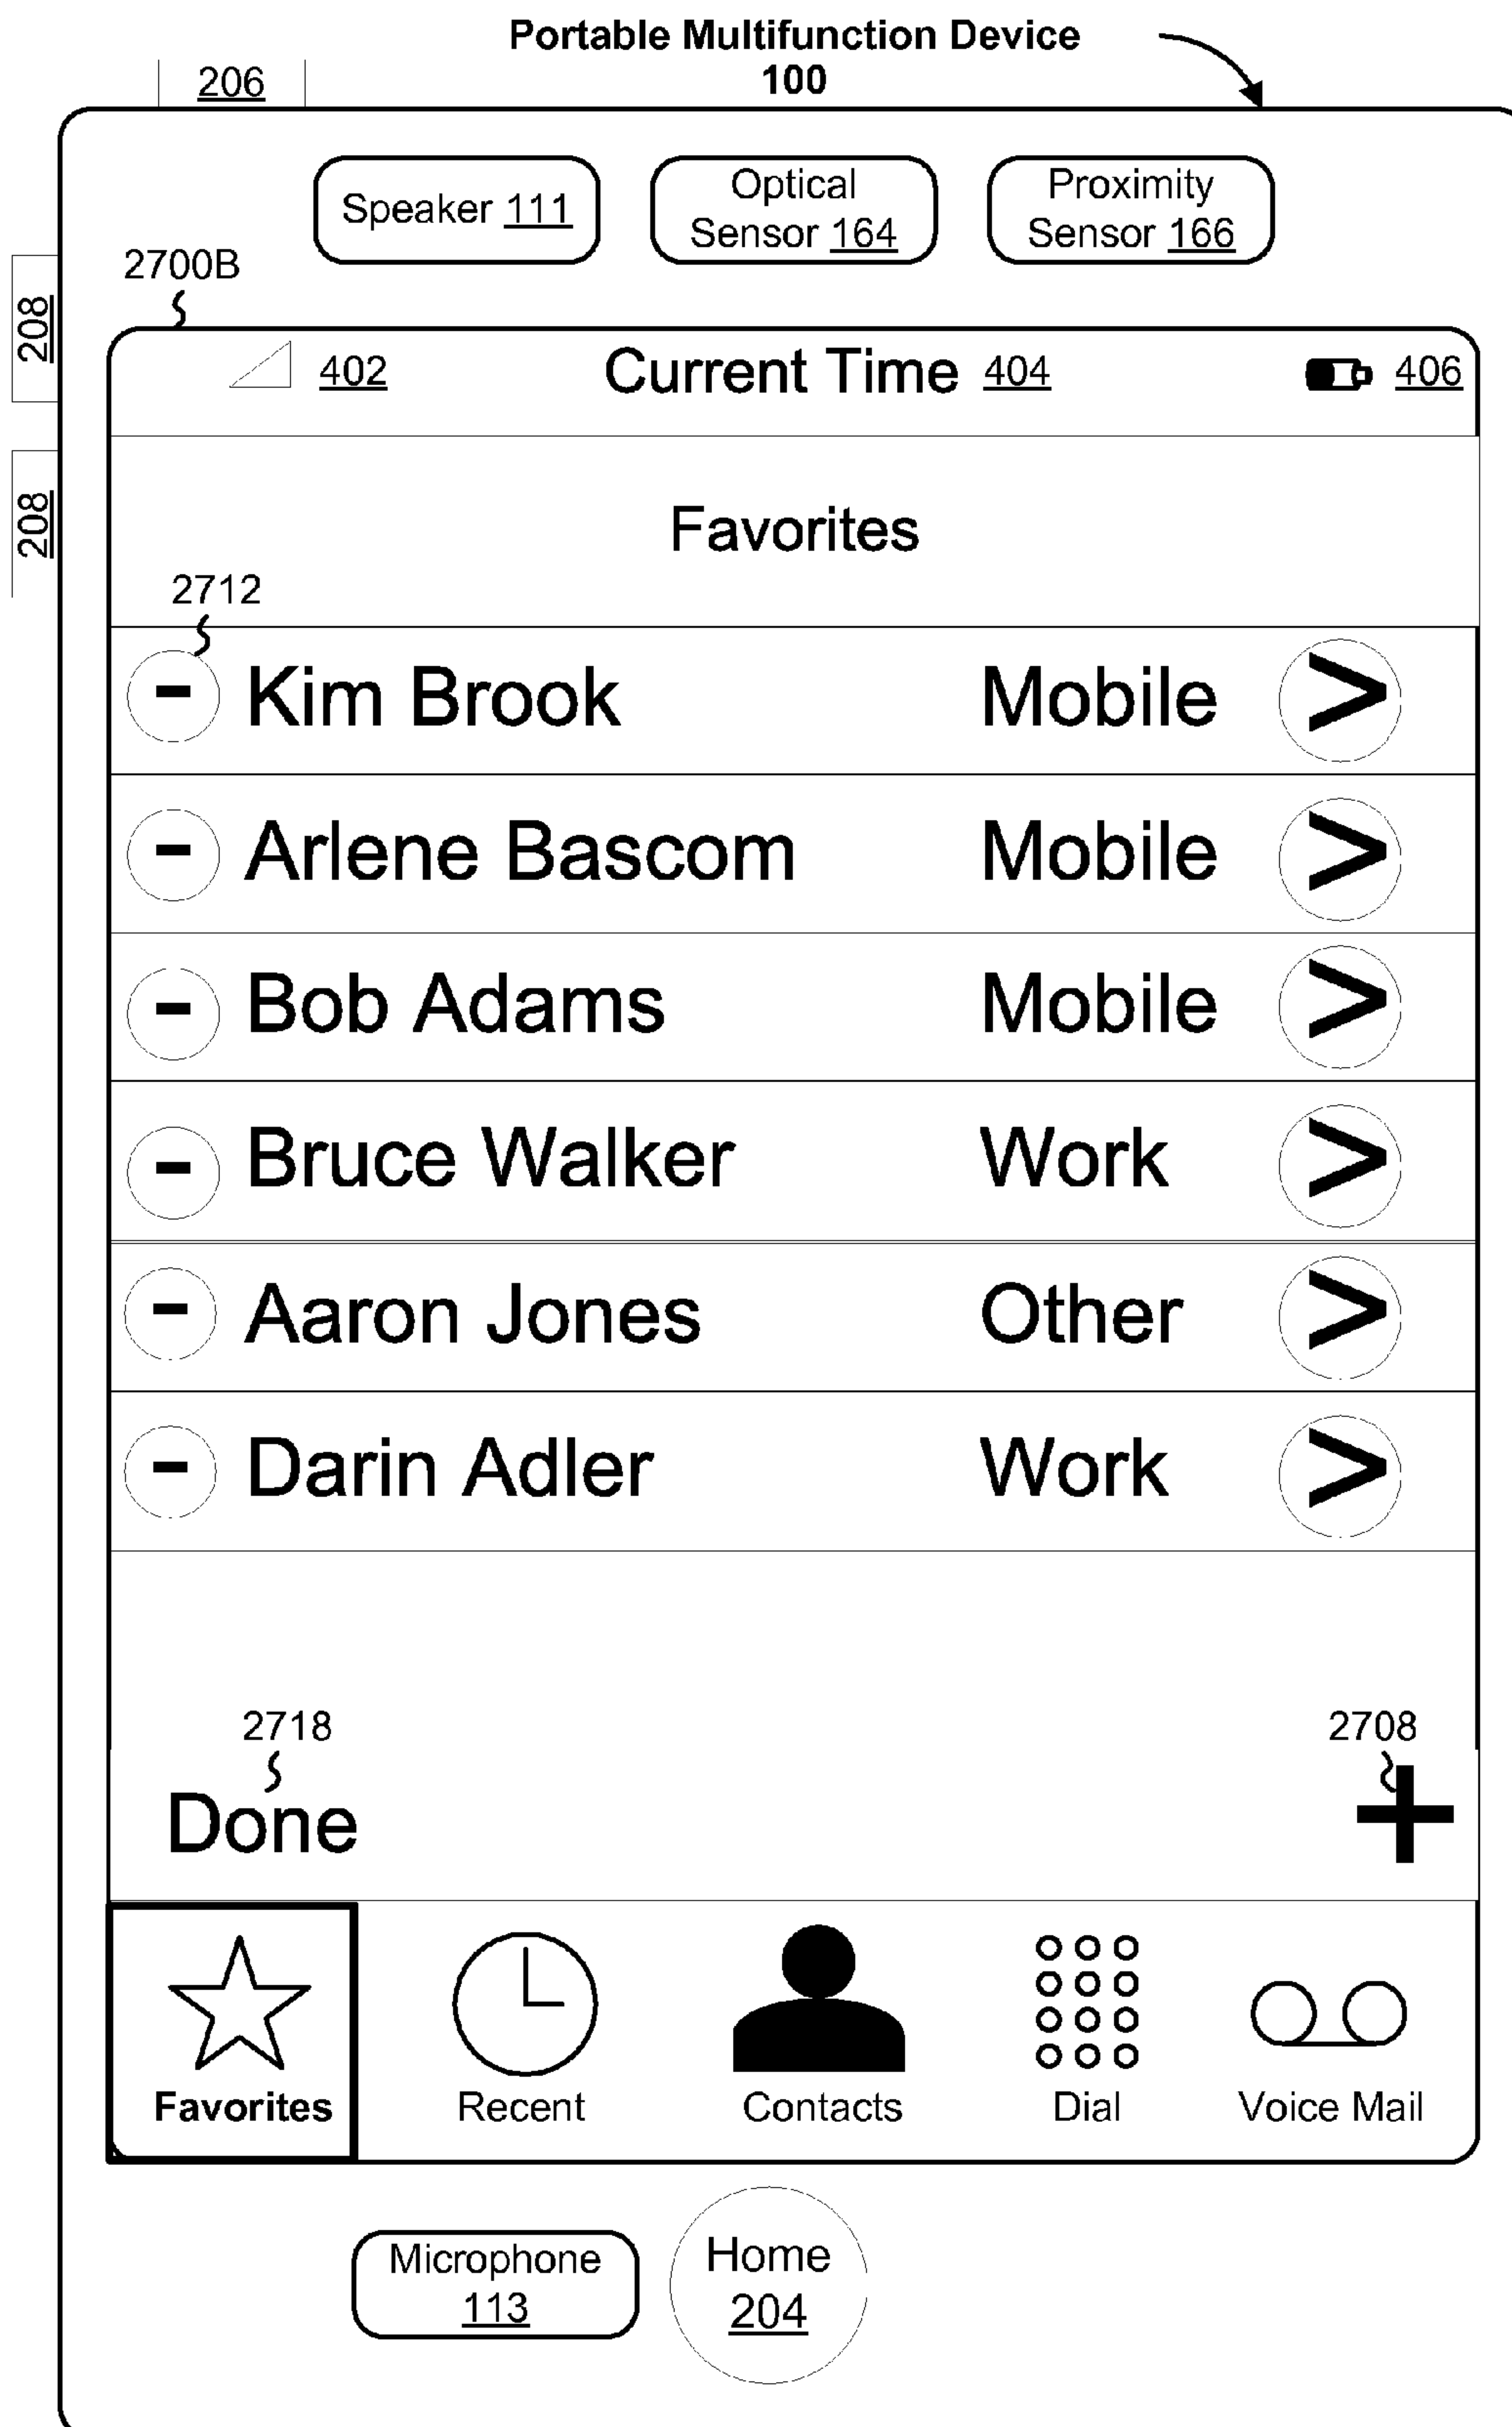 Portable Multifunction Device
100
206
Speaker 111
Optical
Sensor 164
Proximity
Sensor 166
2700B
208
208
402
Current Time 404
406
Favorites
2712
- Kim Brook Mobile >
- Arlene Bascom Mobile >
- Bob Adams Mobile >
- Bruce Walker Work >
- Aaron Jones Other >
- Darin Adler Work >
2718
2708
Done +
Favorites Recent Contacts Dial Voice Mail
Microphone
113
Home
204